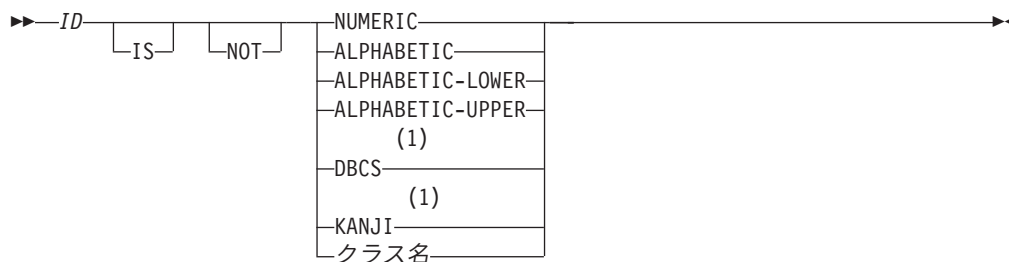 ID IS NOT NUMERIC
ALPHABETIC
ALPHABETIC-LOWER
ALPHABETIC-UPPER
(1)
DBCS
(1)
KANJI
クラス名